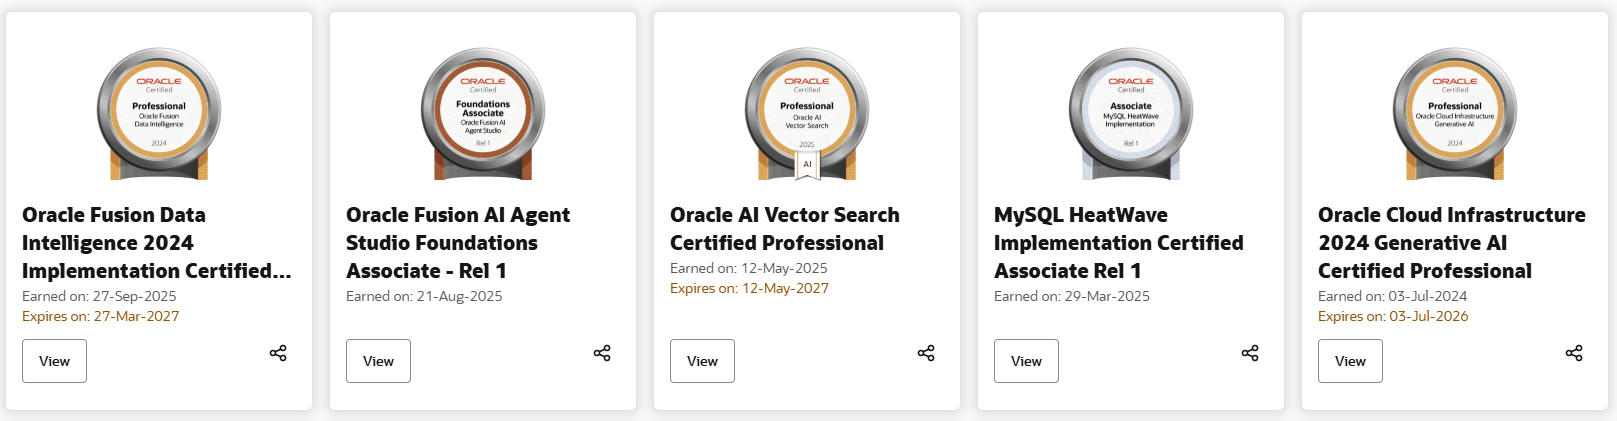 ORACLE
Certified
Professional
Oracle Fusion
Data Intelligence
2024
Oracle Fusion Data
Intelligence 2024
Implementation Certified...
Earned on: 27-Sep-2025
Expires on: 27-Mar-2027
View
ORACLE
Certified
Foundations
Associate
Oracle Fusion AI
Agent Studio
Rel 1
Oracle Fusion AI Agent
Studio Foundations
Associate - Rel 1
Earned on: 21-Aug-2025
View
ORACLE
Certified
Professional
Oracle AI
Vector Search
2025
AI
Oracle AI Vector Search
Certified Professional
Earned on: 12-May-2025
Expires on: 12-May-2027
View
ORACLE
Certified
Associate
MySQL HeatWave
Implementation
Rel 1
MySQL HeatWave
Implementation Certified
Associate Rel 1
Earned on: 29-Mar-2025
View
ORACLE
Certified
Professional
Oracle Cloud Infrastructure
Generative AI
2024
Oracle Cloud Infrastructure
2024 Generative AI
Certified Professional
Earned on: 03-Jul-2024
Expires on: 03-Jul-2026
View